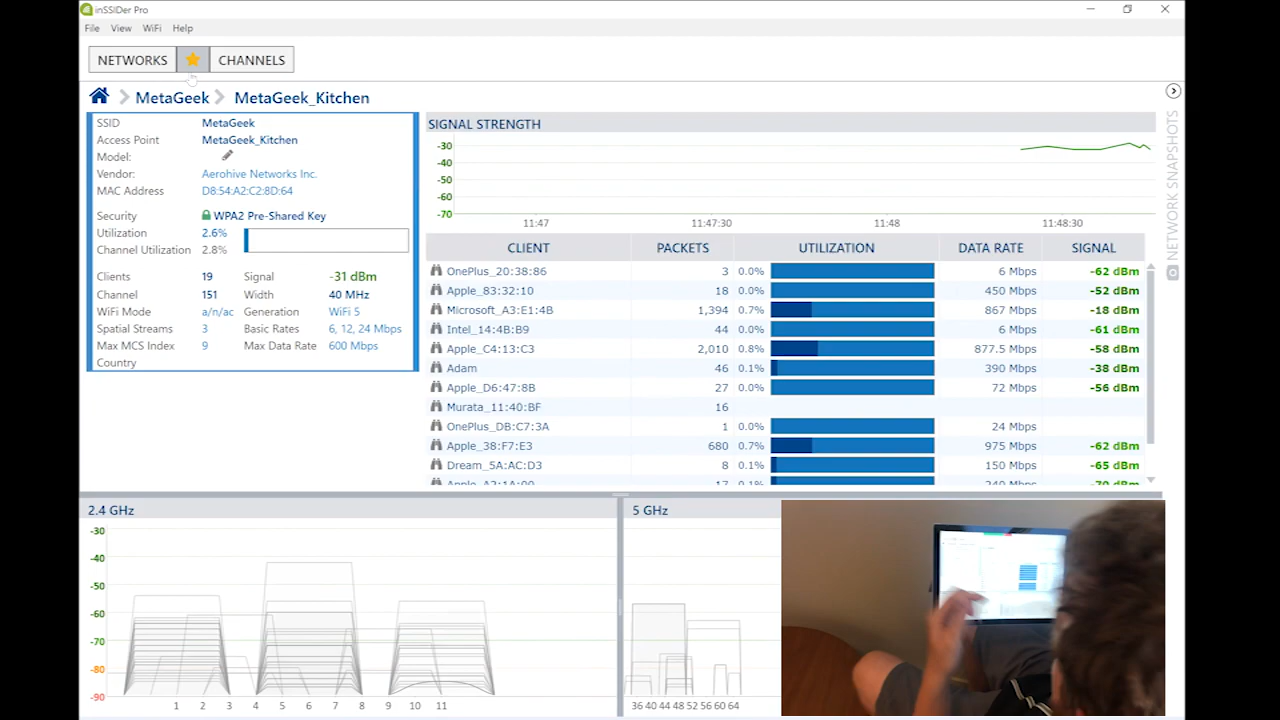 inSSIDer Pro
File View WiFi Help
NETWORKS CHANNELS
MetaGeek MetaGeek_Kitchen
SSID MetaGeek
Access Point MetaGeek_Kitchen
Model:
Vendor: Aerohive Networks Inc.
MAC Address D8:54:A2:C2:8D:64
Security WPA2 Pre-Shared Key
Utilization 2.6%
Channel Utilization 2.8%
Clients 19 Signal -31 dBm
Channel 151 Width 40 MHz
WiFi Mode a/n/ac Generation WiFi 5
Spatial Streams 3 Basic Rates 6, 12, 24 Mbps
Max MCS Index 9 Max Data Rate 600 Mbps
Country
SIGNAL STRENGTH
-30
-40
-50
-60
-70
11:47 11:47:30 11:48 11:48:30
CLIENT PACKETS UTILIZATION DATA RATE SIGNAL
OnePlus_20:38:86 3 0.0% 6 Mbps -62 dBm
Apple_83:32:10 18 0.0% 450 Mbps -52 dBm
Microsoft_A3:E1:4B 1,394 0.7% 867 Mbps -18 dBm
Intel_14:4B:B9 44 0.0% 6 Mbps -61 dBm
Apple_C4:13:C3 2,010 0.8% 877.5 Mbps -58 dBm
Adam 46 0.1% 390 Mbps -38 dBm
Apple_D6:47:8B 27 0.0% 72 Mbps -56 dBm
Murata_11:40:BF 16
OnePlus_DB:C7:3A 1 0.0% 24 Mbps
Apple_38:F7:E3 680 0.7% 975 Mbps -62 dBm
Dream_5A:AC:D3 8 0.1% 150 Mbps -65 dBm
NETWORK SNAPSHOTS
2.4 GHz
-30
-40
-50
-60
-70
-80
-90
1 2 3 4 5 6 7 8 9 10 11
5 GHz
36 40 44 48 52 56 60 64